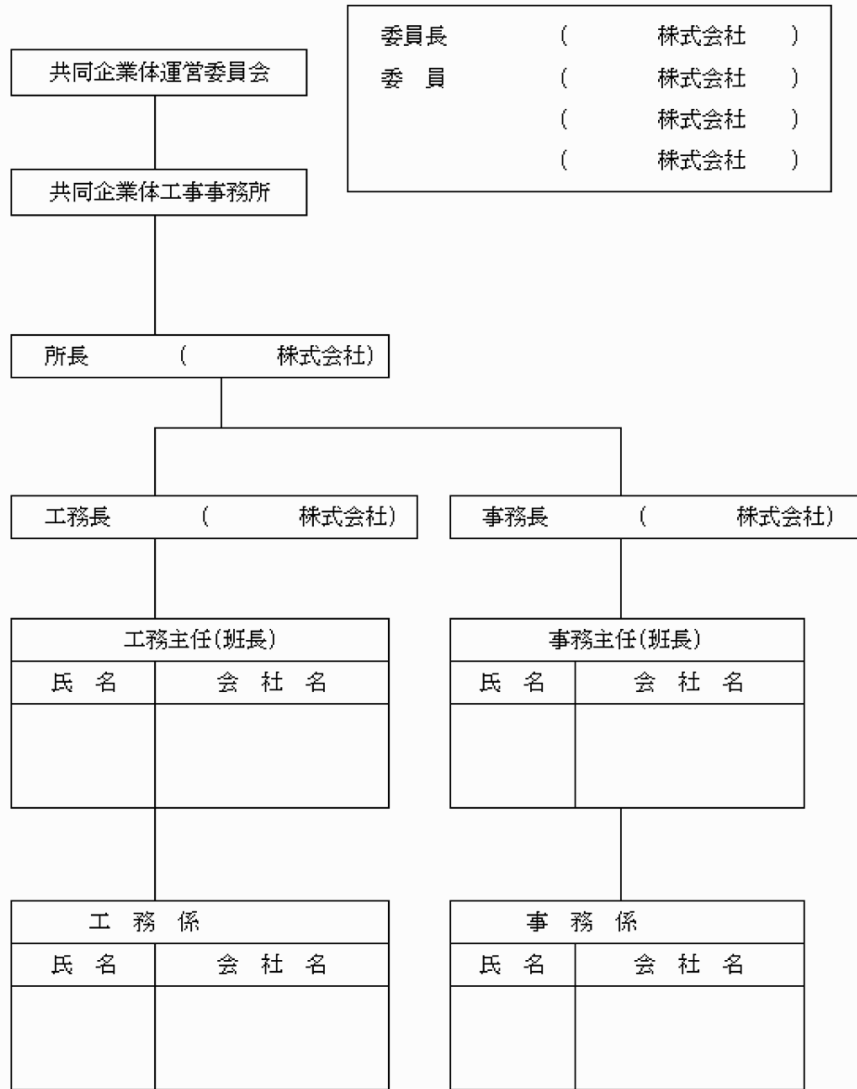 共同企業体運営委員会
委員長 ( 株式会社 )
委 員 ( 株式会社 )
( 株式会社 )
( 株式会社 )
共同企業体工事事務所
所長 ( 株式会社)
工務長 ( 株式会社)
事務長 ( 株式会社)
工務主任(班長)
氏 名 会 社 名
事務主任(班長)
氏 名 会 社 名
工 務 係
氏 名 会 社 名
事 務 係
氏 名 会 社 名